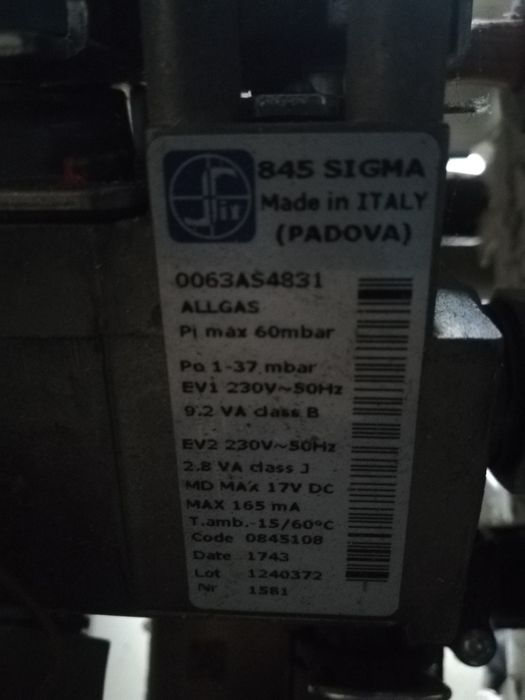 Sit
845 SIGMA
Made in ITALY
(PADOVA)
0063AS4831
ALLGAS
Pi max 60mbar
Po 1-37 mbar
EV1 230V~50Hz
9.2 VA class B
EV2 230V~50Hz
2.8 VA class J
MD MAX 17V DC
MAX 165 mA
T.amb.-15/60°C
Code 0845108
Date 1743
Lot 1240372
Nr 1581